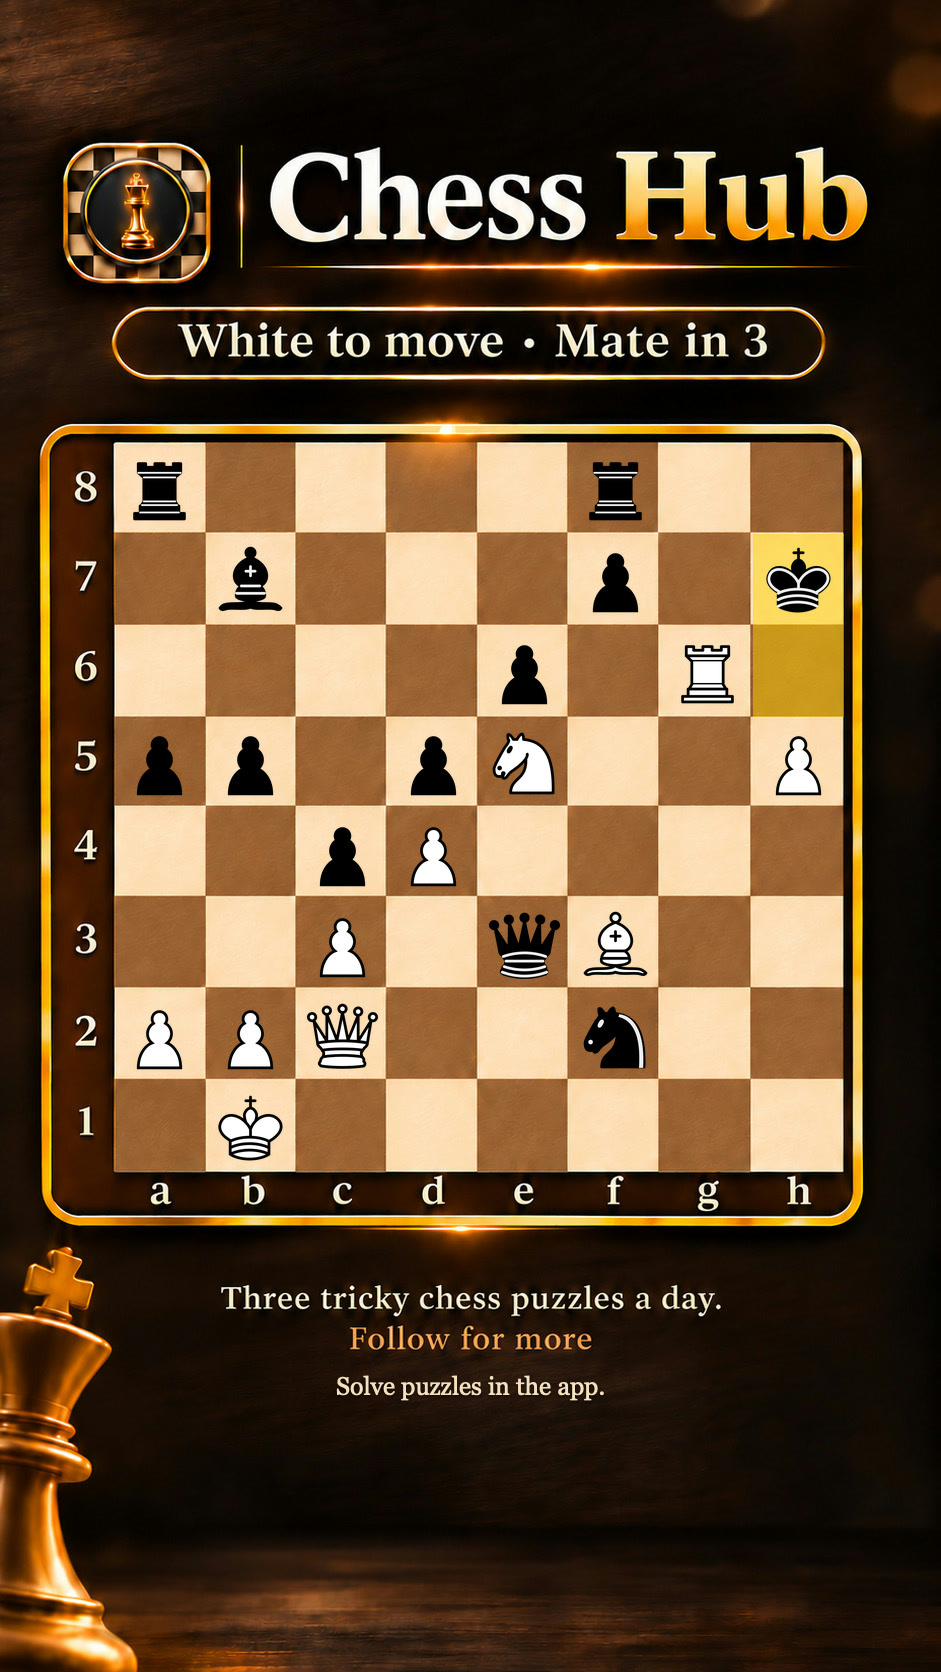 Chess Hub
White to move • Mate in 3
8
7
6
5
4
3
2
1
a b c d e f g h
Three tricky chess puzzles a day.
Follow for more
Solve puzzles in the app.